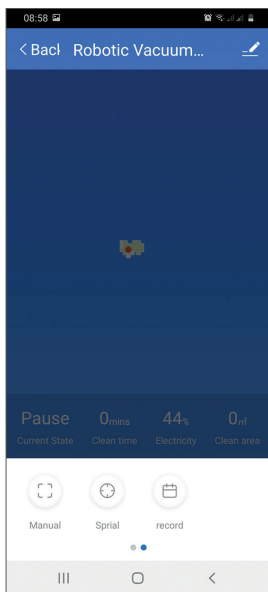 08:58
< Back Robotic Vacuum...
Pause 0mins 44% 0㎡
Current State Clean time Electricity Clean area
Manual Sprial record